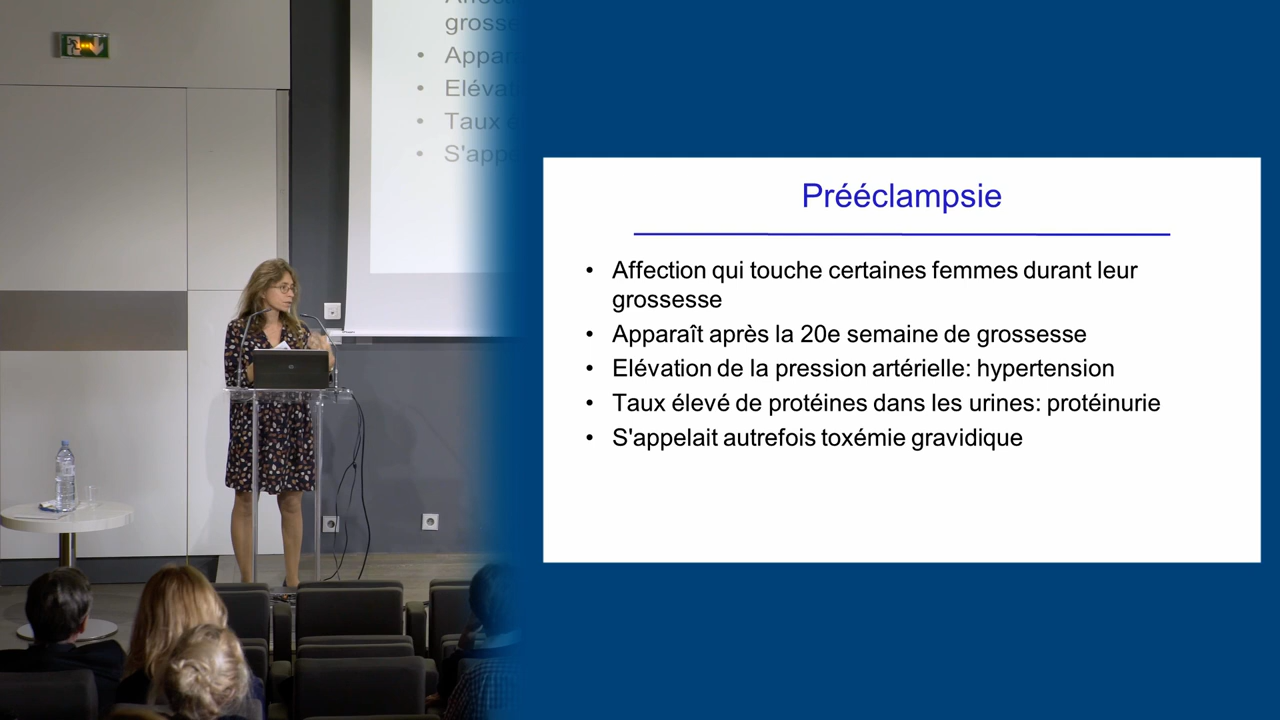 grosse
Appar
Eléva
Taux
S'appe
Prééclampsie
• Affection qui touche certaines femmes durant leur
grossesse
• Apparaît après la 20e semaine de grossesse
• Elévation de la pression artérielle: hypertension
• Taux élevé de protéines dans les urines: protéinurie
• S'appelait autrefois toxémie gravidique